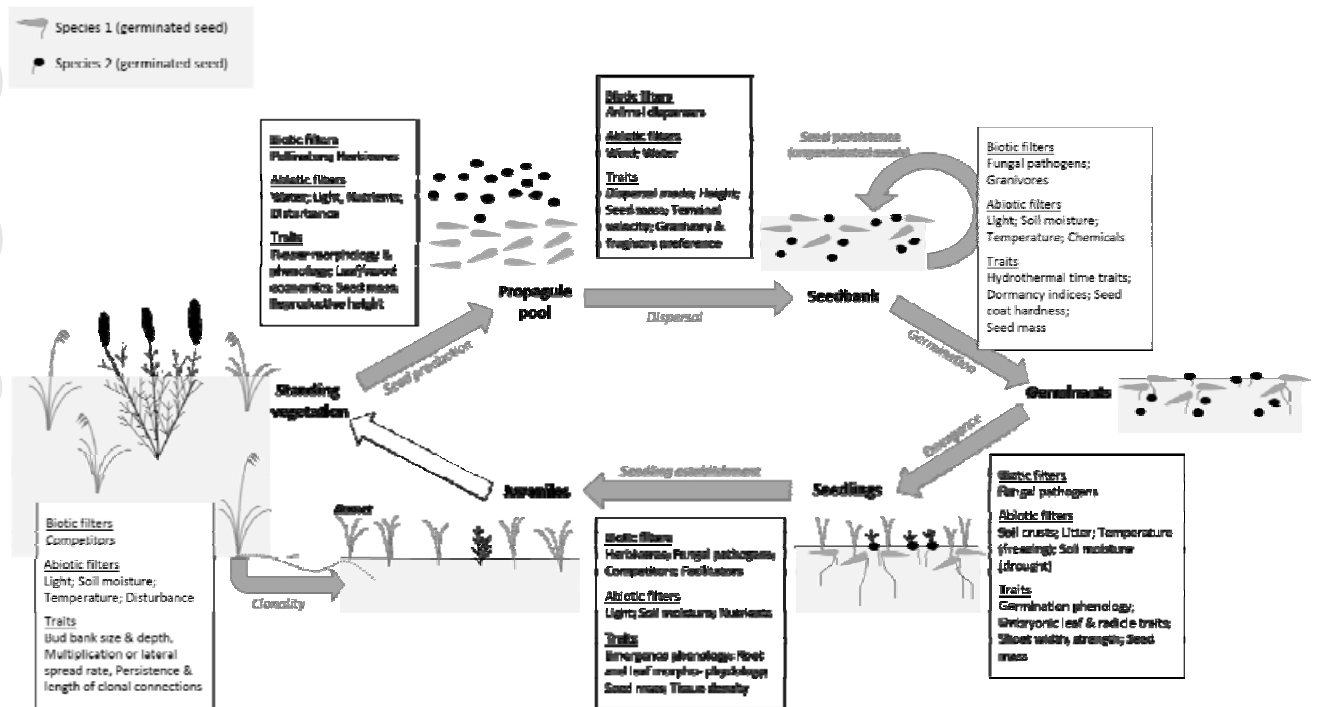 Species 1 (germinated seed)
Species 2 (germinated seed)
Biotic filters
Pollinators; Herbivores
Abiotic filters
Water; Light, Nutrients;
Disturbance
Traits
Flower morphology &
phenology; Leaf/wood
economics; Seed mass;
Reproductive height
Biotic filters
Animal dispersers
Abiotic filters
Wind; Water
Traits
Dispersal mode; Height;
Seed mass; Terminal
velocity; Granivory &
frugivory preference
Seed persistence
(ungerminated seeds)
Biotic filters
Fungal pathogens;
Granivores
Abiotic filters
Light; Soil moisture;
Temperature; Chemicals
Traits
Hydrothermal time traits;
Dormancy indices; Seed
coat hardness;
Seed mass
Propagule
pool
Dispersal
Seedbank
Seed production
Germination
Standing
vegetation
Germinants
Emergence
Seedling establishment
Juveniles
Seedlings
Ramet
Clonality
Biotic filters
Competitors
Abiotic filters
Light; Soil moisture;
Temperature; Disturbance
Traits
Bud bank size & depth,
Multiplication or lateral
spread rate, Persistence &
length of clonal connections
Biotic filters
Herbivores; Fungal pathogens;
Competitors; Facilitators
Abiotic filters
Light; Soil moisture; Nutrients
Traits
Emergence phenology; Root
and leaf morpho- physiology;
Seed mass; Tissue density
Biotic filters
Fungal pathogens
Abiotic filters
Soil crusts; Litter; Temperature
(freezing); Soil moisture
(drought)
Traits
Germination phenology;
Embryonic leaf & radicle traits;
Shoot width, strength; Seed
mass